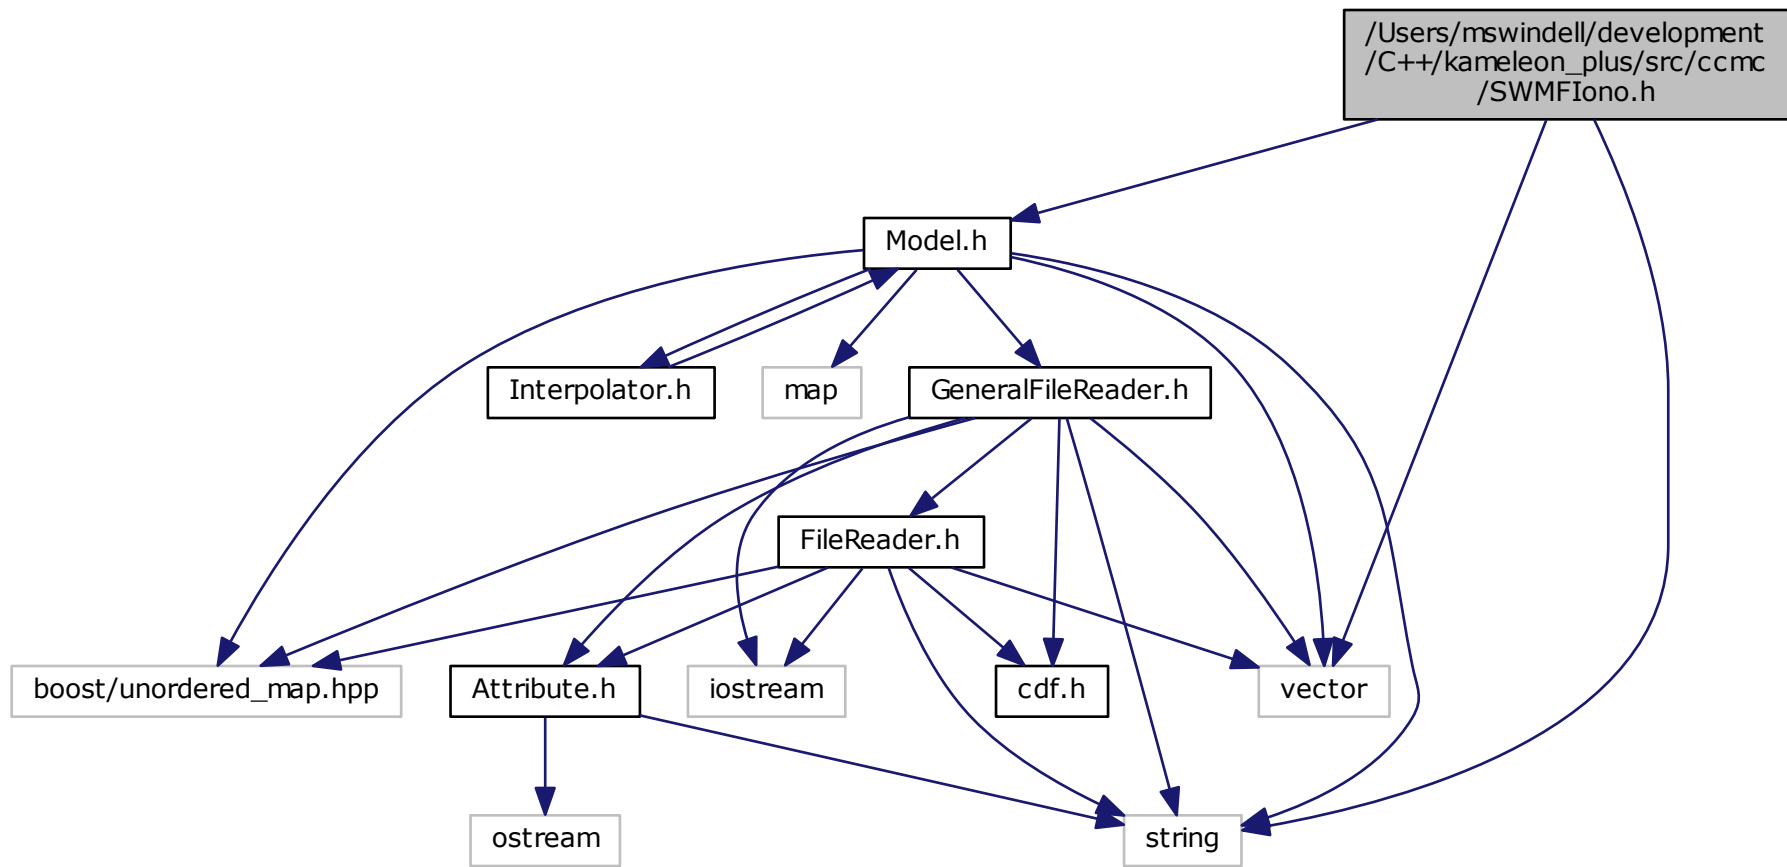 /Users/mswindell/development
/C++/kameleon_plus/src/ccmc
/SWMFIono.h
Model.h
Interpolator.h
map
GeneralFileReader.h
FileReader.h
boost/unordered_map.hpp
Attribute.h
iostream
cdf.h
vector
ostream
string